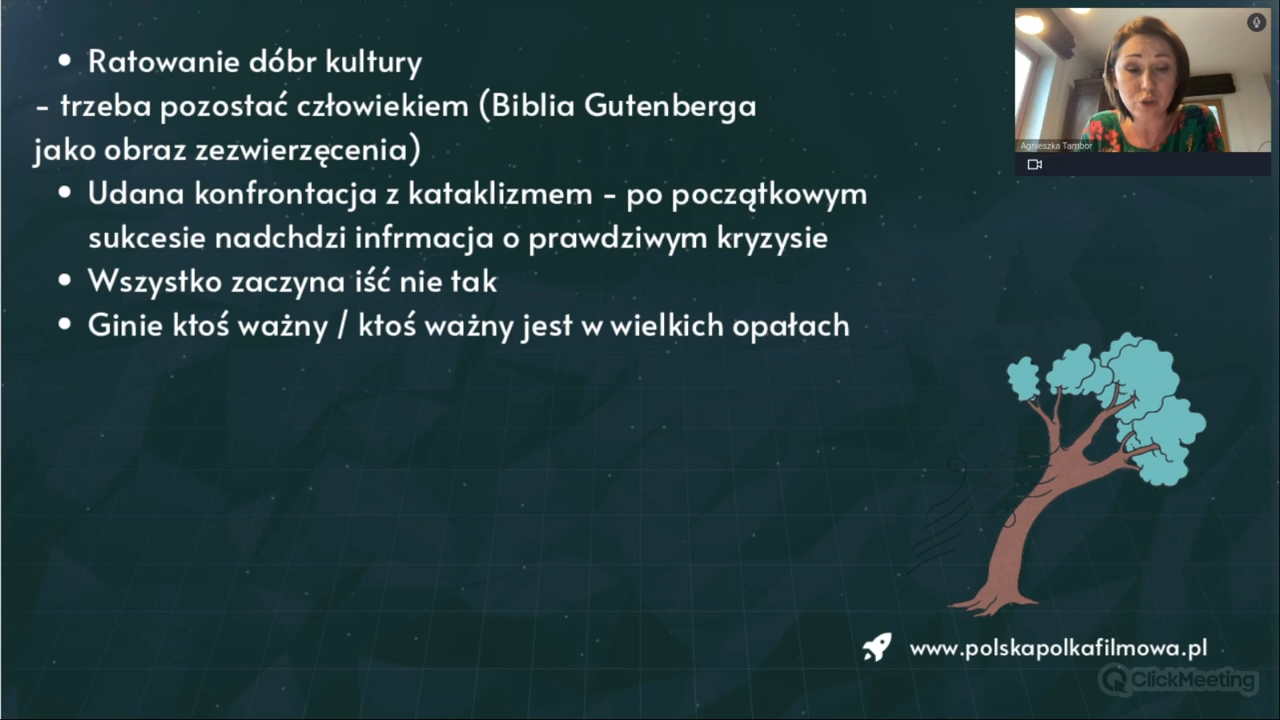 • Ratowanie dóbr kultury
- trzeba pozostać człowiekiem (Biblia Gutenberga
jako obraz zezwierzęcenia)
• Udana konfrontacja z kataklizmem - po początkowym
sukcesie nadchdzi infrmacja o prawdziwym kryzysie
• Wszystko zaczyna iść nie tak
• Ginie ktoś ważny / ktoś ważny jest w wielkich opałach
Agnieszka Tambor
www.polskapolkafilmowa.pl
ClickMeeting